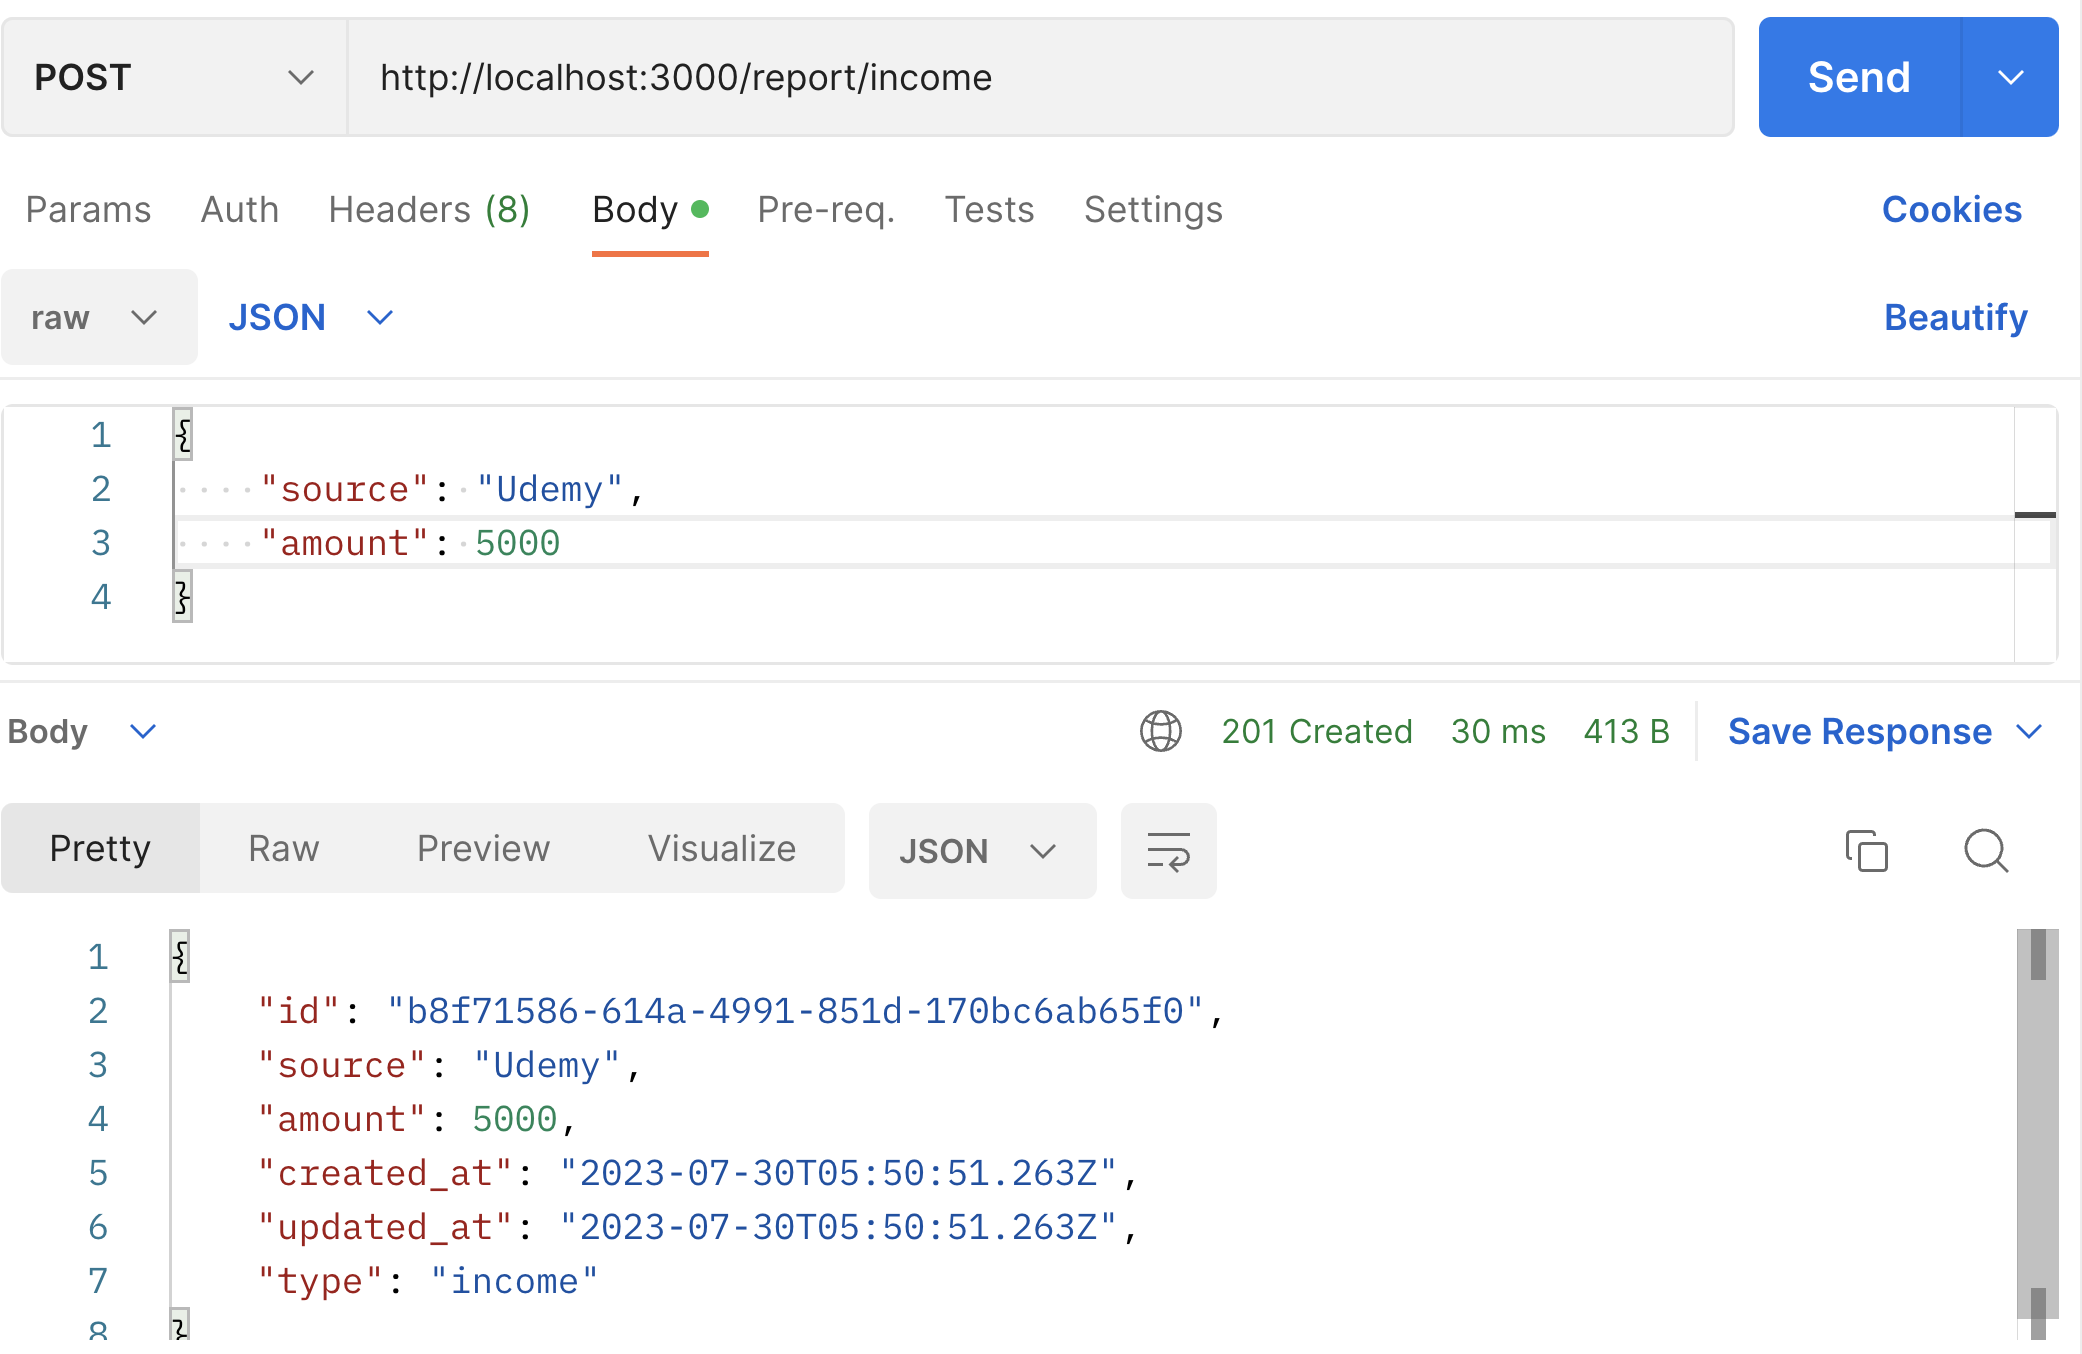 POST http://localhost:3000/report/income Send
Params Auth Headers (8) Body Pre-req. Tests Settings Cookies
raw JSON Beautify
1 {
2 "source": "Udemy",
3 "amount": 5000
4 }
Body 201 Created 30 ms 413 B Save Response
Pretty Raw Preview Visualize JSON
1 {
2 "id": "b8f71586-614a-4991-851d-170bc6ab65f0",
3 "source": "Udemy",
4 "amount": 5000,
5 "created_at": "2023-07-30T05:50:51.263Z",
6 "updated_at": "2023-07-30T05:50:51.263Z",
7 "type": "income"
8 }